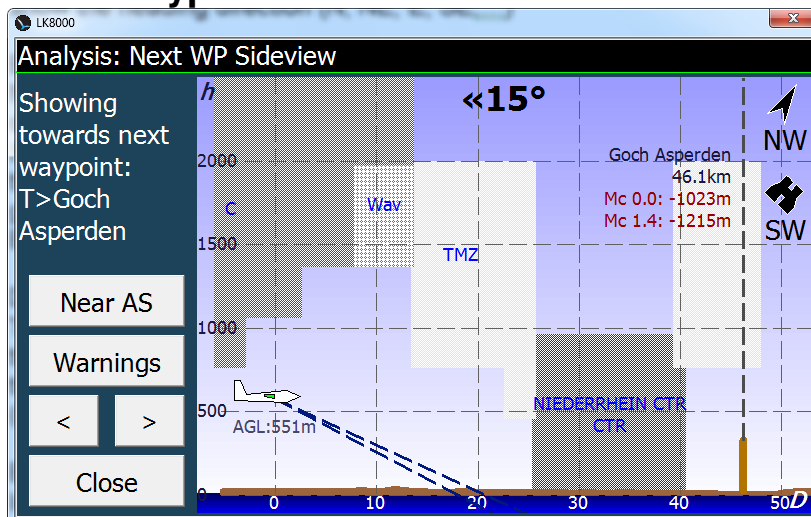 LK8000
Analysis: Next WP Sideview
Showing
towards next
waypoint:
T>Goch
Asperden
Near AS
Warnings
<
>
Close
h
«15°
NW
SW
2000
1500
1000
500
0
C
Wav
TMZ
Goch Asperden
46.1km
Mc 0.0: -1023m
Mc 1.4: -1215m
NIEDERRHEIN CTR
CTR
AGL:551m
0
10
20
30
40
50
D